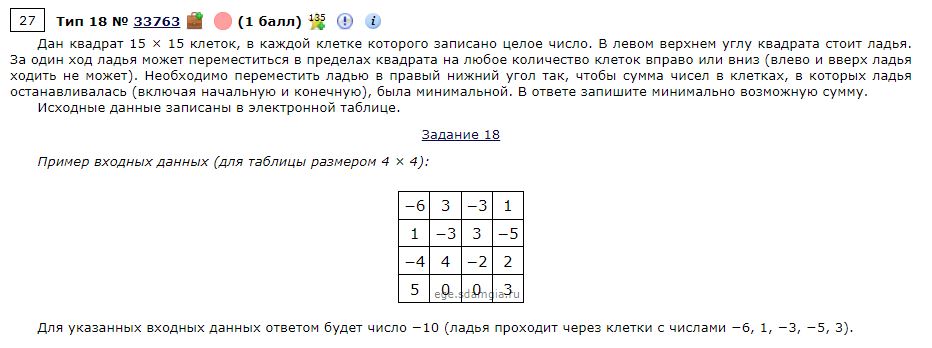 27 Тип 18 № 33763 (1 балл) 135
Дан квадрат 15 × 15 клеток, в каждой клетке которого записано целое число. В левом верхнем углу квадрата стоит ладья.
За один ход ладья может переместиться в пределах квадрата на любое количество клеток вправо или вниз (влево и вверх ладья
ходить не может). Необходимо переместить ладью в правый нижний угол так, чтобы сумма чисел в клетках, в которых ладья
останавливалась (включая начальную и конечную), была минимальной. В ответе запишите минимально возможную сумму.
Исходные данные записаны в электронной таблице.
Задание 18
Пример входных данных (для таблицы размером 4 × 4):
−6 3 −3 1
1 −3 3 −5
−4 4 −2 2
5 0 0 3
ege.sdamgia.ru
Для указанных входных данных ответом будет число −10 (ладья проходит через клетки с числами −6, 1, −3, −5, 3).